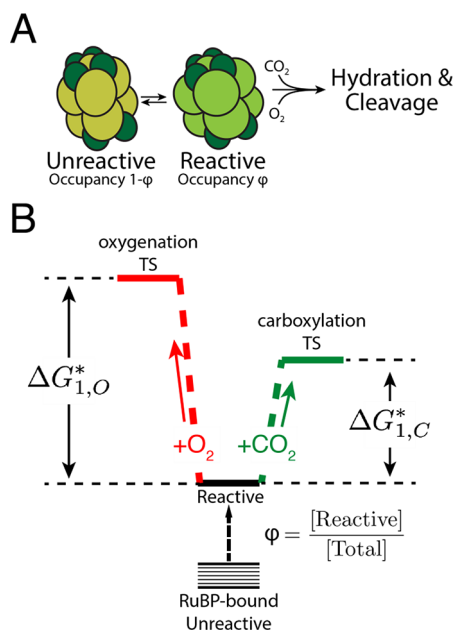 A
CO2
O2
Hydration &
Cleavage
Unreactive
Occupancy 1-φ
Reactive
Occupancy φ
B
oxygenation
TS
carboxylation
TS
ΔG*1,O
ΔG*1,C
+O2
+CO2
Reactive
φ = [Reactive]
[Total]
RuBP-bound
Unreactive